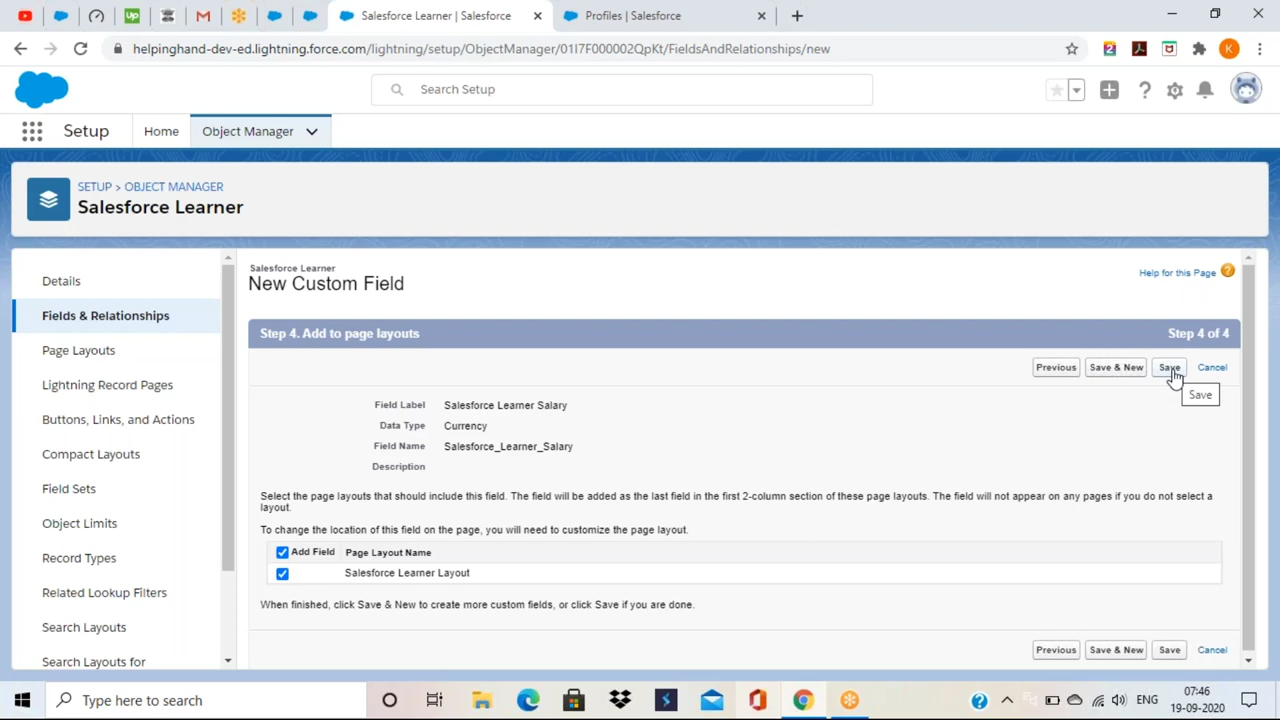 Salesforce Learner | Salesforce
Profiles | Salesforce
helpinghand-dev-ed.lightning.force.com/lightning/setup/ObjectManager/01I7F000002QpKt/FieldsAndRelationships/new
K
Search Setup
Setup
Home
Object Manager
SETUP > OBJECT MANAGER
Salesforce Learner
Details
Fields & Relationships
Page Layouts
Lightning Record Pages
Buttons, Links, and Actions
Compact Layouts
Field Sets
Object Limits
Record Types
Related Lookup Filters
Search Layouts
Search Layouts for
Salesforce Learner
New Custom Field
Help for this Page
Step 4. Add to page layouts
Step 4 of 4
Previous
Save & New
Save
Cancel
Save
Field Label Salesforce Learner Salary
Data Type Currency
Field Name Salesforce_Learner_Salary
Description
Select the page layouts that should include this field. The field will be added as the last field in the first 2-column section of these page layouts. The field will not appear on any pages if you do not select a
layout.
To change the location of this field on the page, you will need to customize the page layout.
Add Field Page Layout Name
Salesforce Learner Layout
When finished, click Save & New to create more custom fields, or click Save if you are done.
Previous
Save & New
Save
Cancel
Type here to search
ENG
07:46
19-09-2020